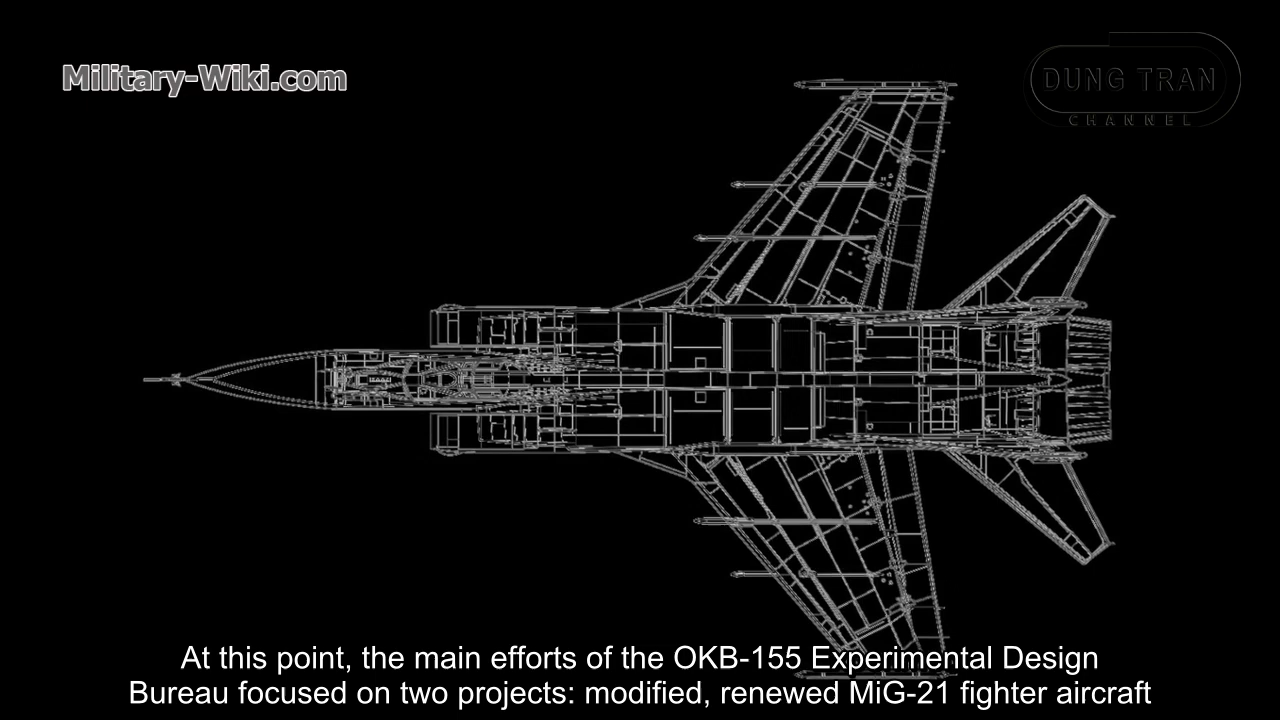 Military-Wiki.com
DUNG TRAN
CHANNEL
At this point, the main efforts of the OKB-155 Experimental Design
Bureau focused on two projects: modified, renewed MiG-21 fighter aircraft